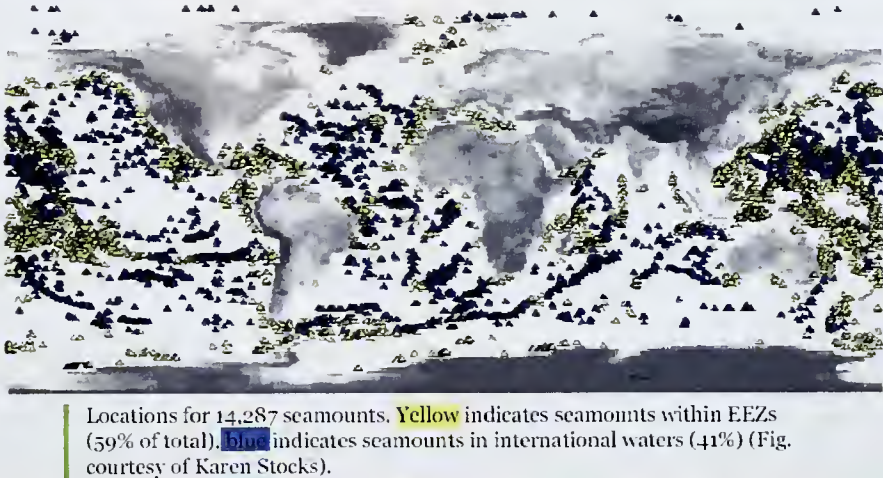 Locations for 14,287 seamounts. Yellow indicates seamounts within EEZs
(59% of total), blue indicates seamounts in international waters (41%) (Fig.
courtesy of Karen Stocks).